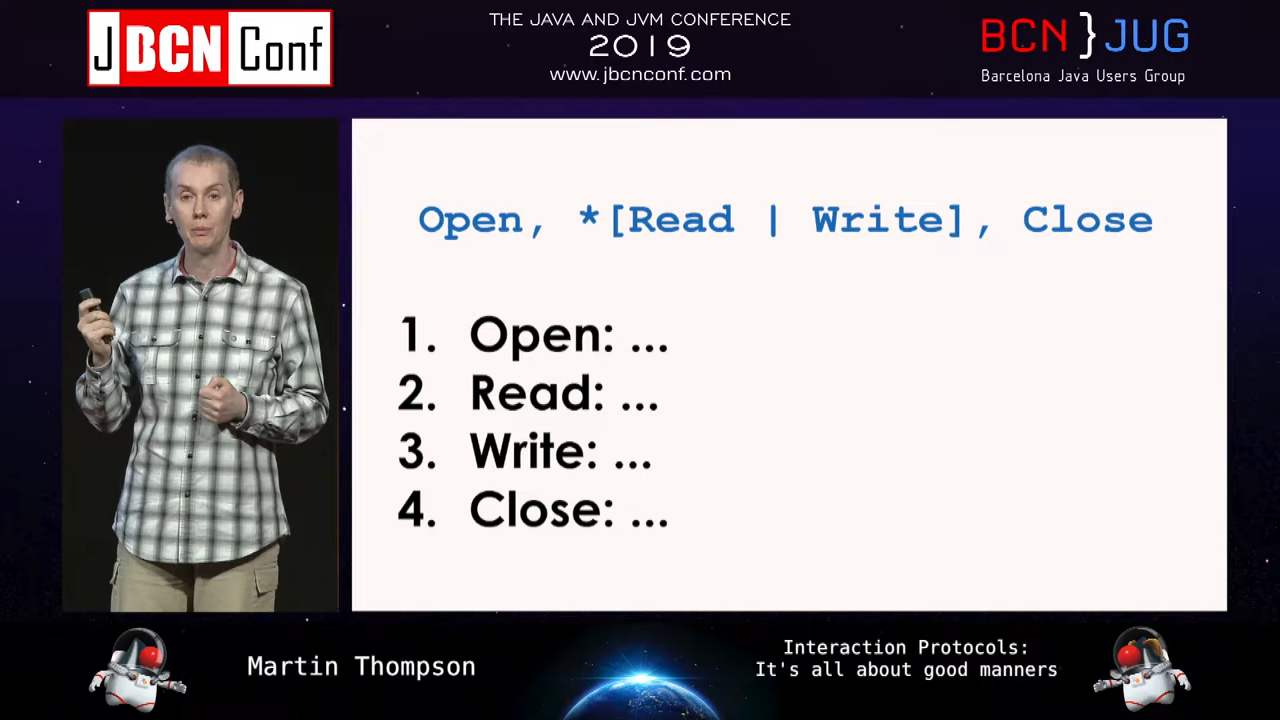 J BCN Conf
THE JAVA AND JVM CONFERENCE
2019
www.jbcnconf.com
BCN } JUG
Barcelona Java Users Group
Open, *[Read | Write], Close
1. Open: ...
2. Read: ...
3. Write: ...
4. Close: ...
Martin Thompson
Interaction Protocols:
It's all about good manners